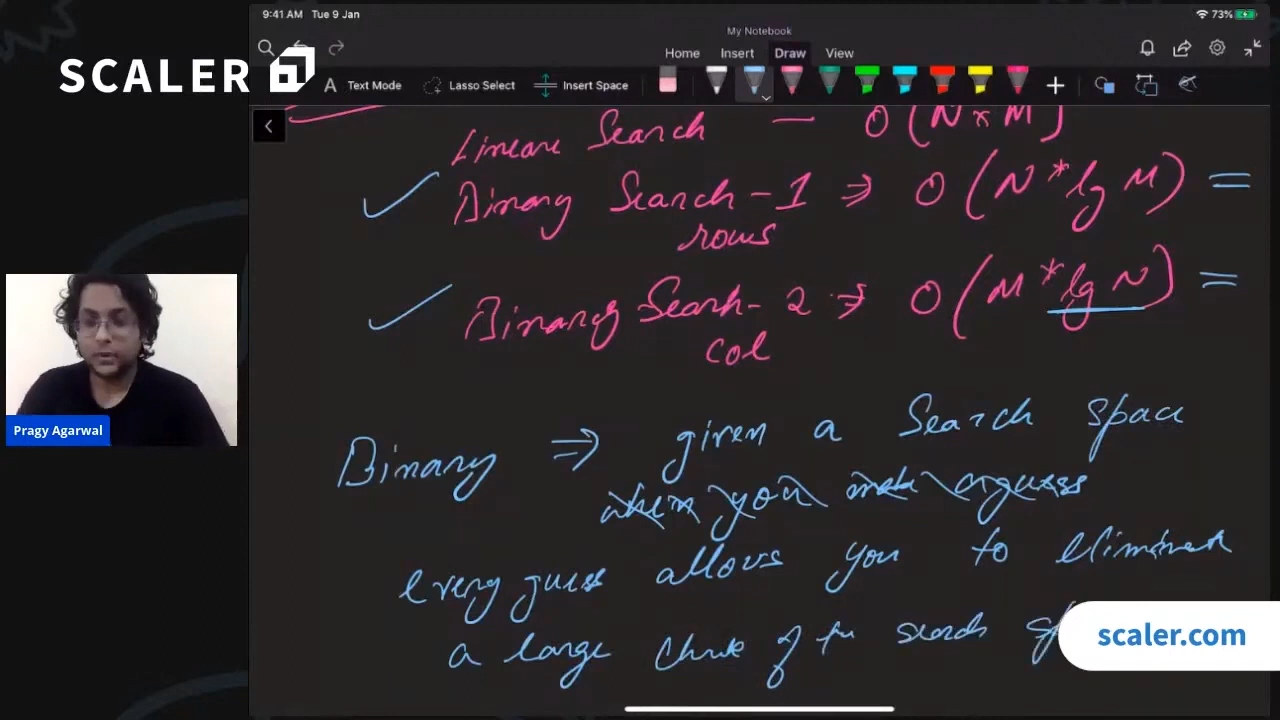 9:41 AM Tue 9 Jan
73%
My Notebook
Home Insert Draw View
SCALER
Text Mode Lasso Select Insert Space
Linear Search — O(N*M)
Binary Search-1 ⇒ O(N*lg M) =
rows
Binary Search-2 ⇒ O(M*lg N) =
col
Binary ⇒ given a Search space
when you make a guess
every guess allows you to eliminate
a large chunk of the search
Pragy Agarwal
scaler.com